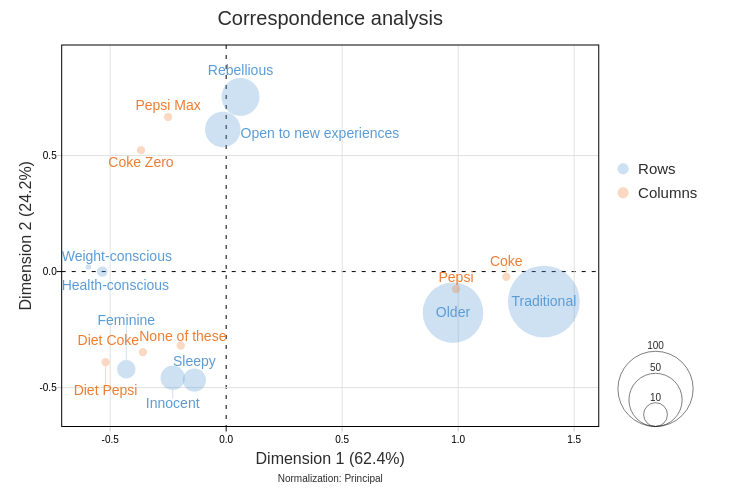 Correspondence analysis
Rebellious
Pepsi Max
Open to new experiences
Coke Zero
Weight-conscious
Health-conscious
Coke
Pepsi
Traditional
Older
Feminine
Diet Coke
None of these
Sleepy
Diet Pepsi
Innocent
0.5
0.0
-0.5
Dimension 2 (24.2%)
-0.5
0.0
0.5
1.0
1.5
Dimension 1 (62.4%)
Normalization: Principal
Rows
Columns
100
50
10